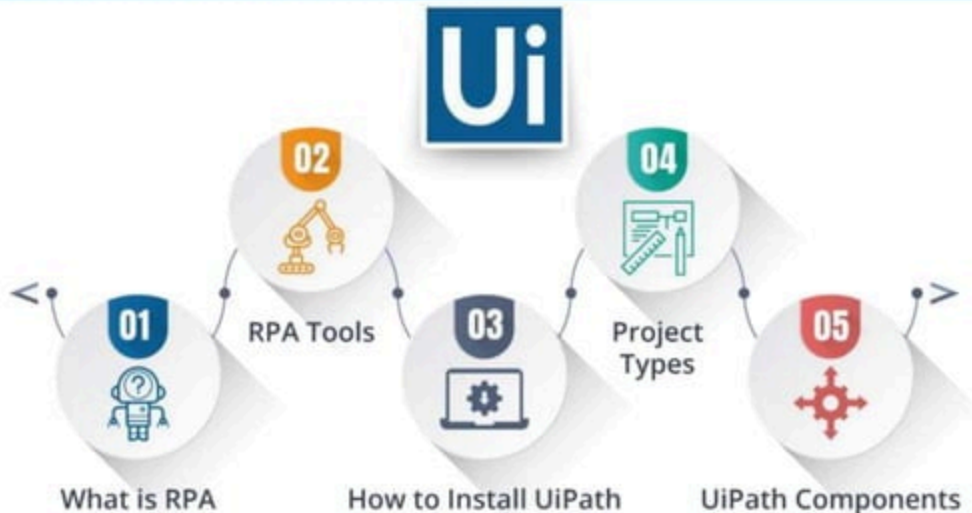 Ui
01
What is RPA
02
RPA Tools
03
How to Install UiPath
04
Project
Types
05
UiPath Components